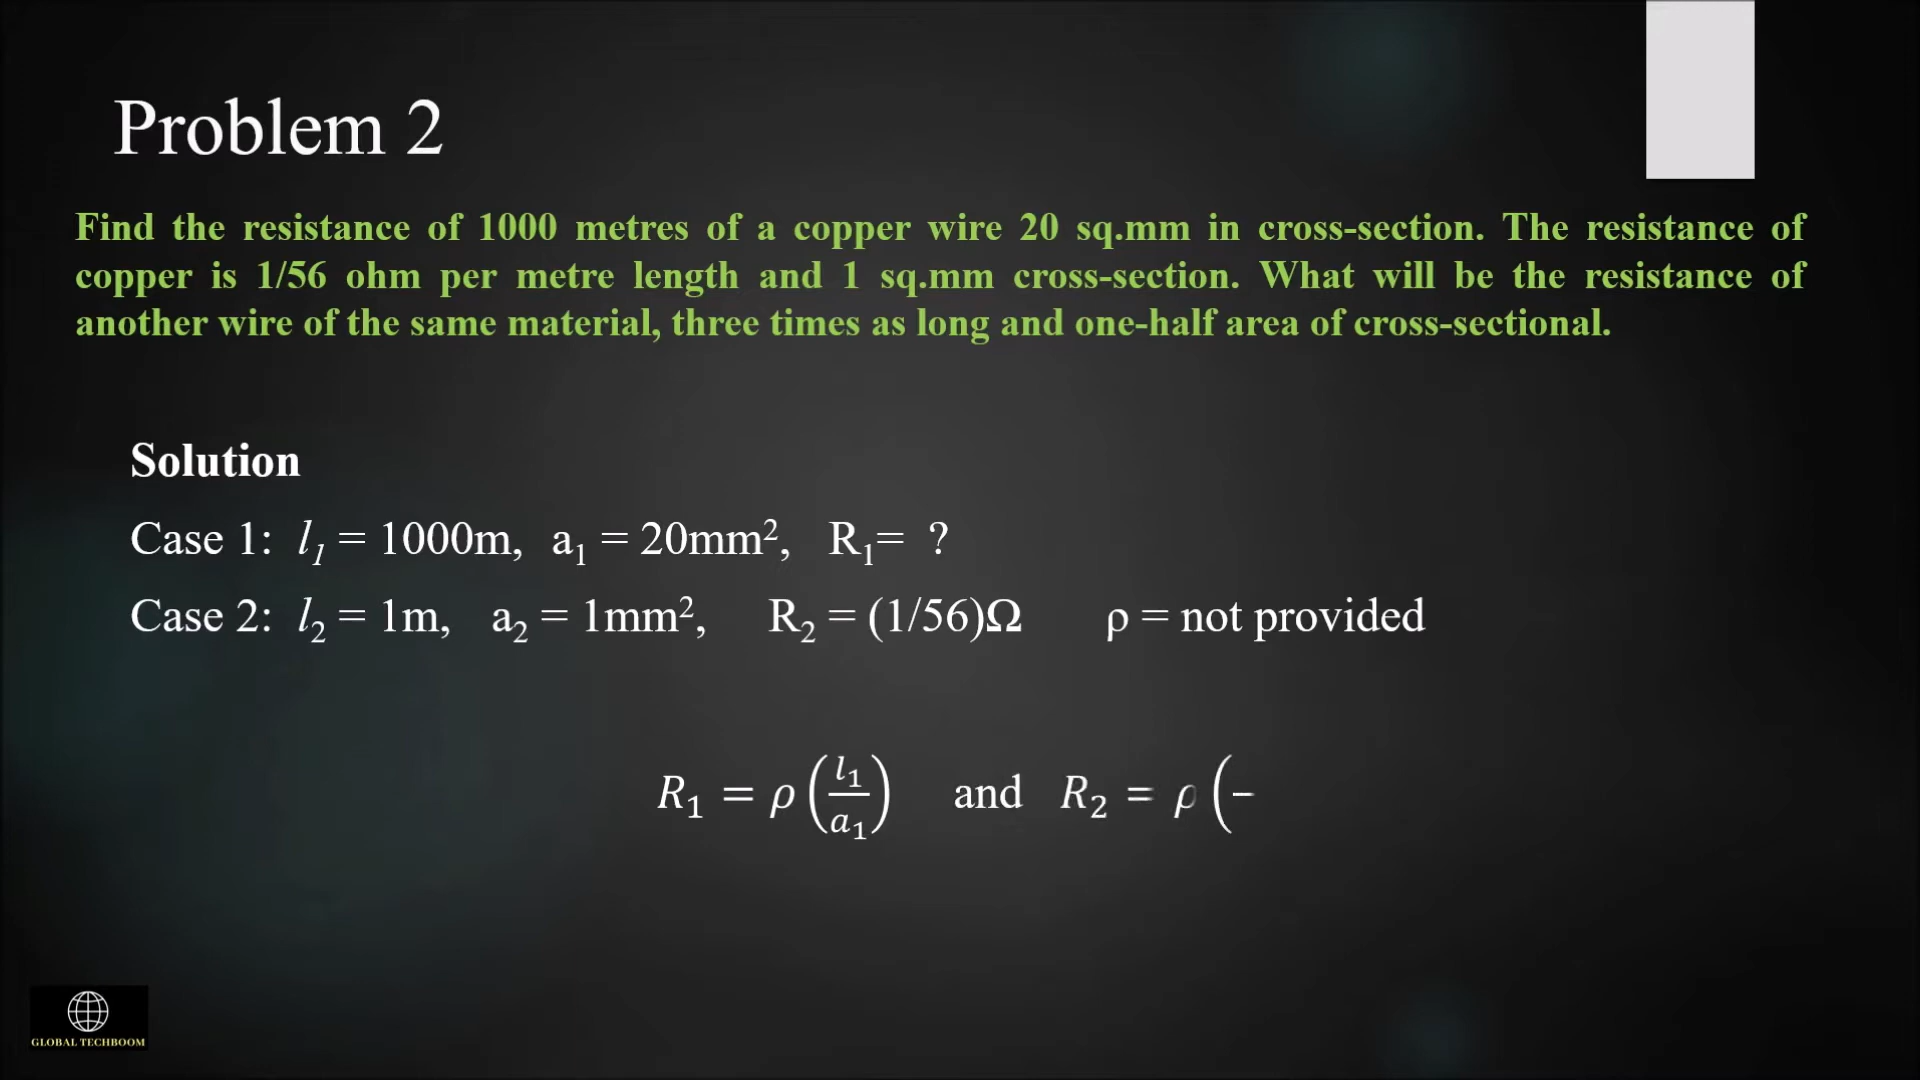 Problem 2
Find the resistance of 1000 metres of a copper wire 20 sq.mm in cross-section. The resistance of
copper is 1/56 ohm per metre length and 1 sq.mm cross-section. What will be the resistance of
another wire of the same material, three times as long and one-half area of cross-sectional.
Solution
Case 1: l₁ = 1000m, a₁ = 20mm², R₁= ?
Case 2: l₂ = 1m, a₂ = 1mm², R₂ = (1/56)Ω ρ = not provided
R₁ = ρ (l₁/a₁) and R₂ = ρ (–
GLOBAL TECHBOOM